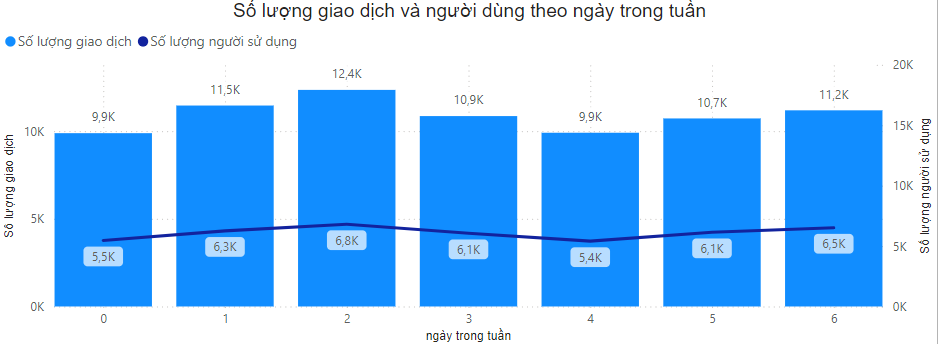 Số lượng giao dịch và người dùng theo ngày trong tuần
Số lượng giao dịch Số lượng người sử dụng
Số lượng giao dịch
10K
5K
0K
9,9K
11,5K
12,4K
10,9K
9,9K
10,7K
11,2K
5,5K
6,3K
6,8K
6,1K
5,4K
6,1K
6,5K
0 1 2 3 4 5 6
ngày trong tuần
20K
15K
10K
5K
0K
Số lượng người sử dụng